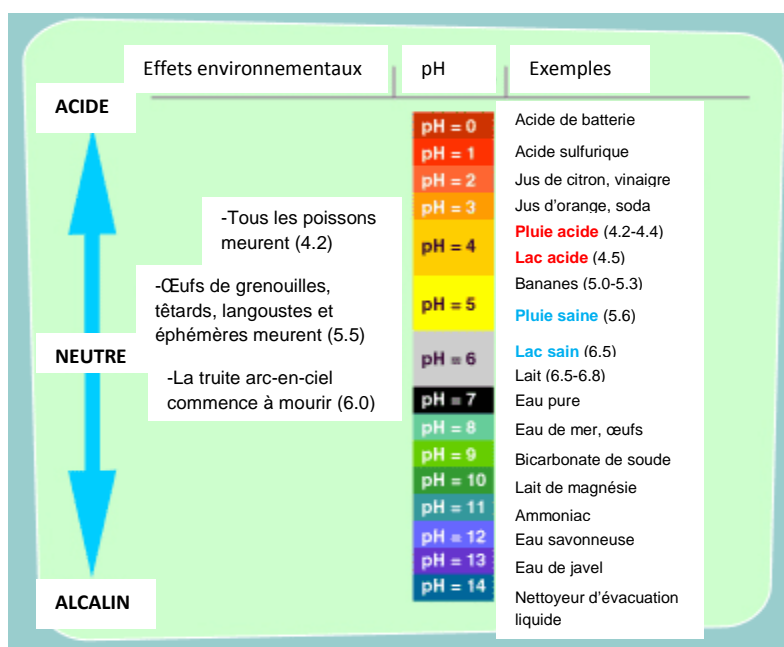 Effets environnementaux
pH
Exemples
ACIDE
NEUTRE
ALCALIN
-Tous les poissons
meurent (4.2)
-Œufs de grenouilles,
têtards, langoustes et
éphémères meurent (5.5)
-La truite arc-en-ciel
commence à mourir (6.0)
pH = 0
pH = 1
pH = 2
pH = 3
pH = 4
pH = 5
pH = 6
pH = 7
pH = 8
pH = 9
pH = 10
pH = 11
pH = 12
pH = 13
pH = 14
Acide de batterie
Acide sulfurique
Jus de citron, vinaigre
Jus d'orange, soda
Pluie acide (4.2-4.4)
Lac acide (4.5)
Bananes (5.0-5.3)
Pluie saine (5.6)
Lac sain (6.5)
Lait (6.5-6.8)
Eau pure
Eau de mer, œufs
Bicarbonate de soude
Lait de magnésie
Ammoniac
Eau savonneuse
Eau de javel
Nettoyeur d'évacuation
liquide